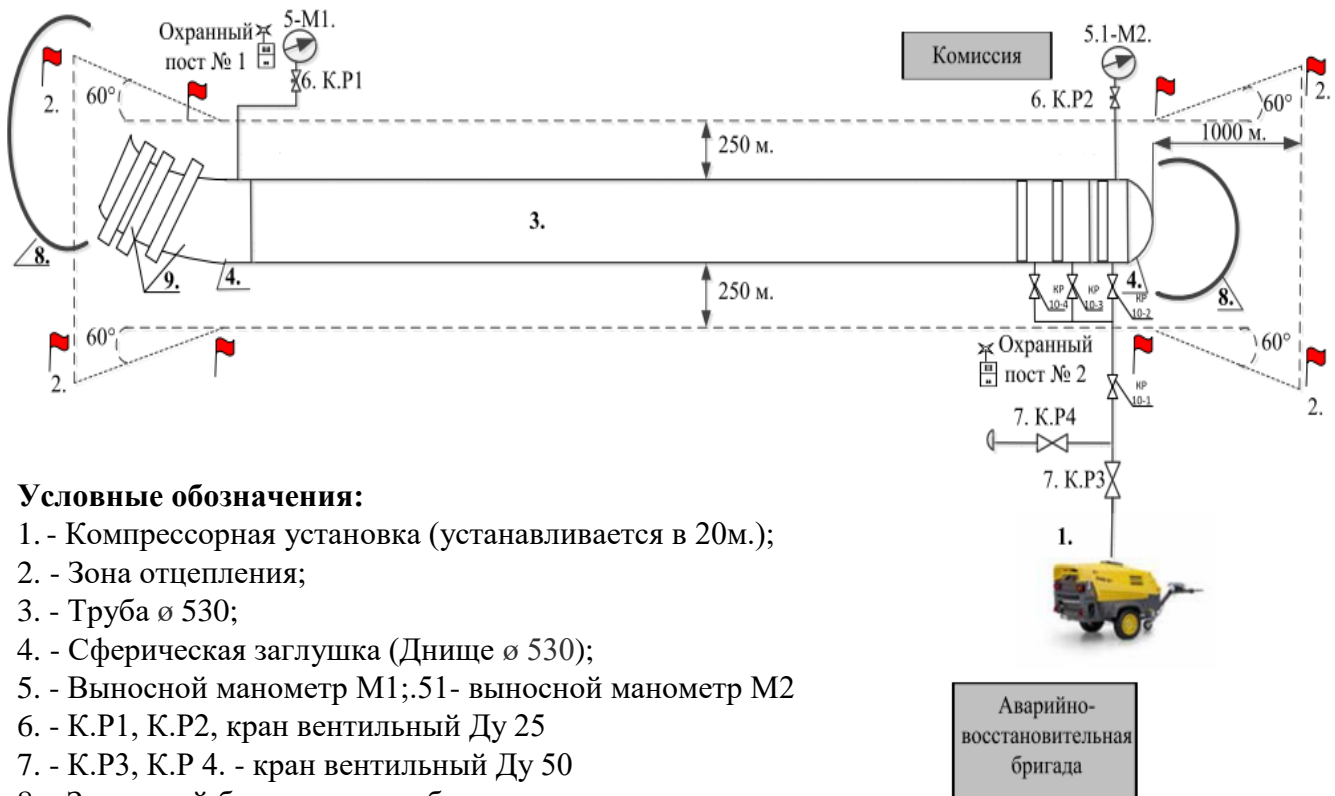 Охранный
пост № 1
5-М1.
6. К.Р1
Комиссия
5.1-М2.
6. К.Р2
2.
60°
250 м.
60°
1000 м.
2.
3.
8.
9.
4.
250 м.
КР
10-4
КР
10-3
4.
КР
10-2
8.
60°
2.
Охранный
пост № 2
60°
2.
КР
10-1
7. К.Р4
7. К.Р3
1.
Условные обозначения:
1. - Компрессорная установка (устанавливается в 20м.);
2. - Зона отцепления;
3. - Труба ø 530;
4. - Сферическая заглушка (Днище ø 530);
5. - Выносной манометр М1;.51- выносной манометр М2
6. - К.Р1, К.Р2, кран вентильный Ду 25
7. - К.Р3, К.Р 4. - кран вентильный Ду 50
Аварийно-
восстановительная
бригада